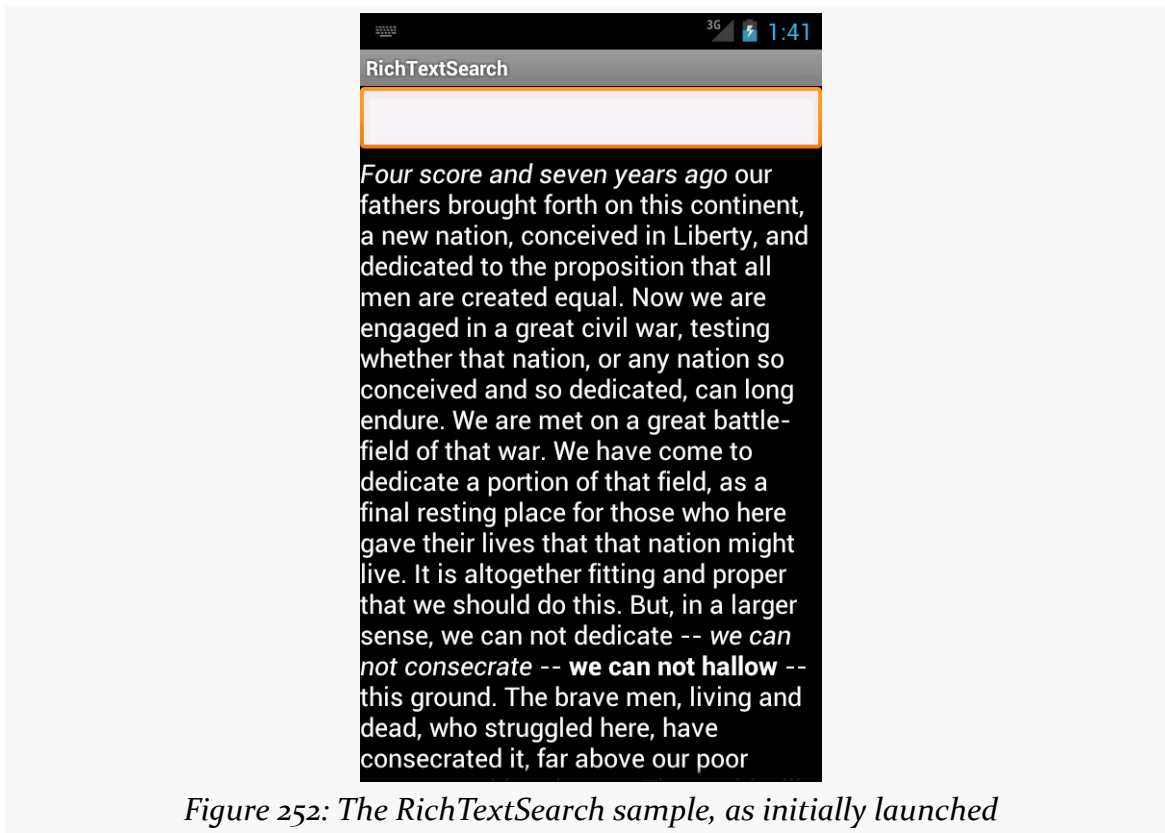 3G 1:41
RichTextSearch
Four score and seven years ago our
fathers brought forth on this continent,
a new nation, conceived in Liberty, and
dedicated to the proposition that all
men are created equal. Now we are
engaged in a great civil war, testing
whether that nation, or any nation so
conceived and so dedicated, can long
endure. We are met on a great battle-
field of that war. We have come to
dedicate a portion of that field, as a
final resting place for those who here
gave their lives that that nation might
live. It is altogether fitting and proper
that we should do this. But, in a larger
sense, we can not dedicate -- we can
not consecrate -- we can not hallow --
this ground. The brave men, living and
dead, who struggled here, have
consecrated it, far above our poor
Figure 252: The RichTextSearch sample, as initially launched